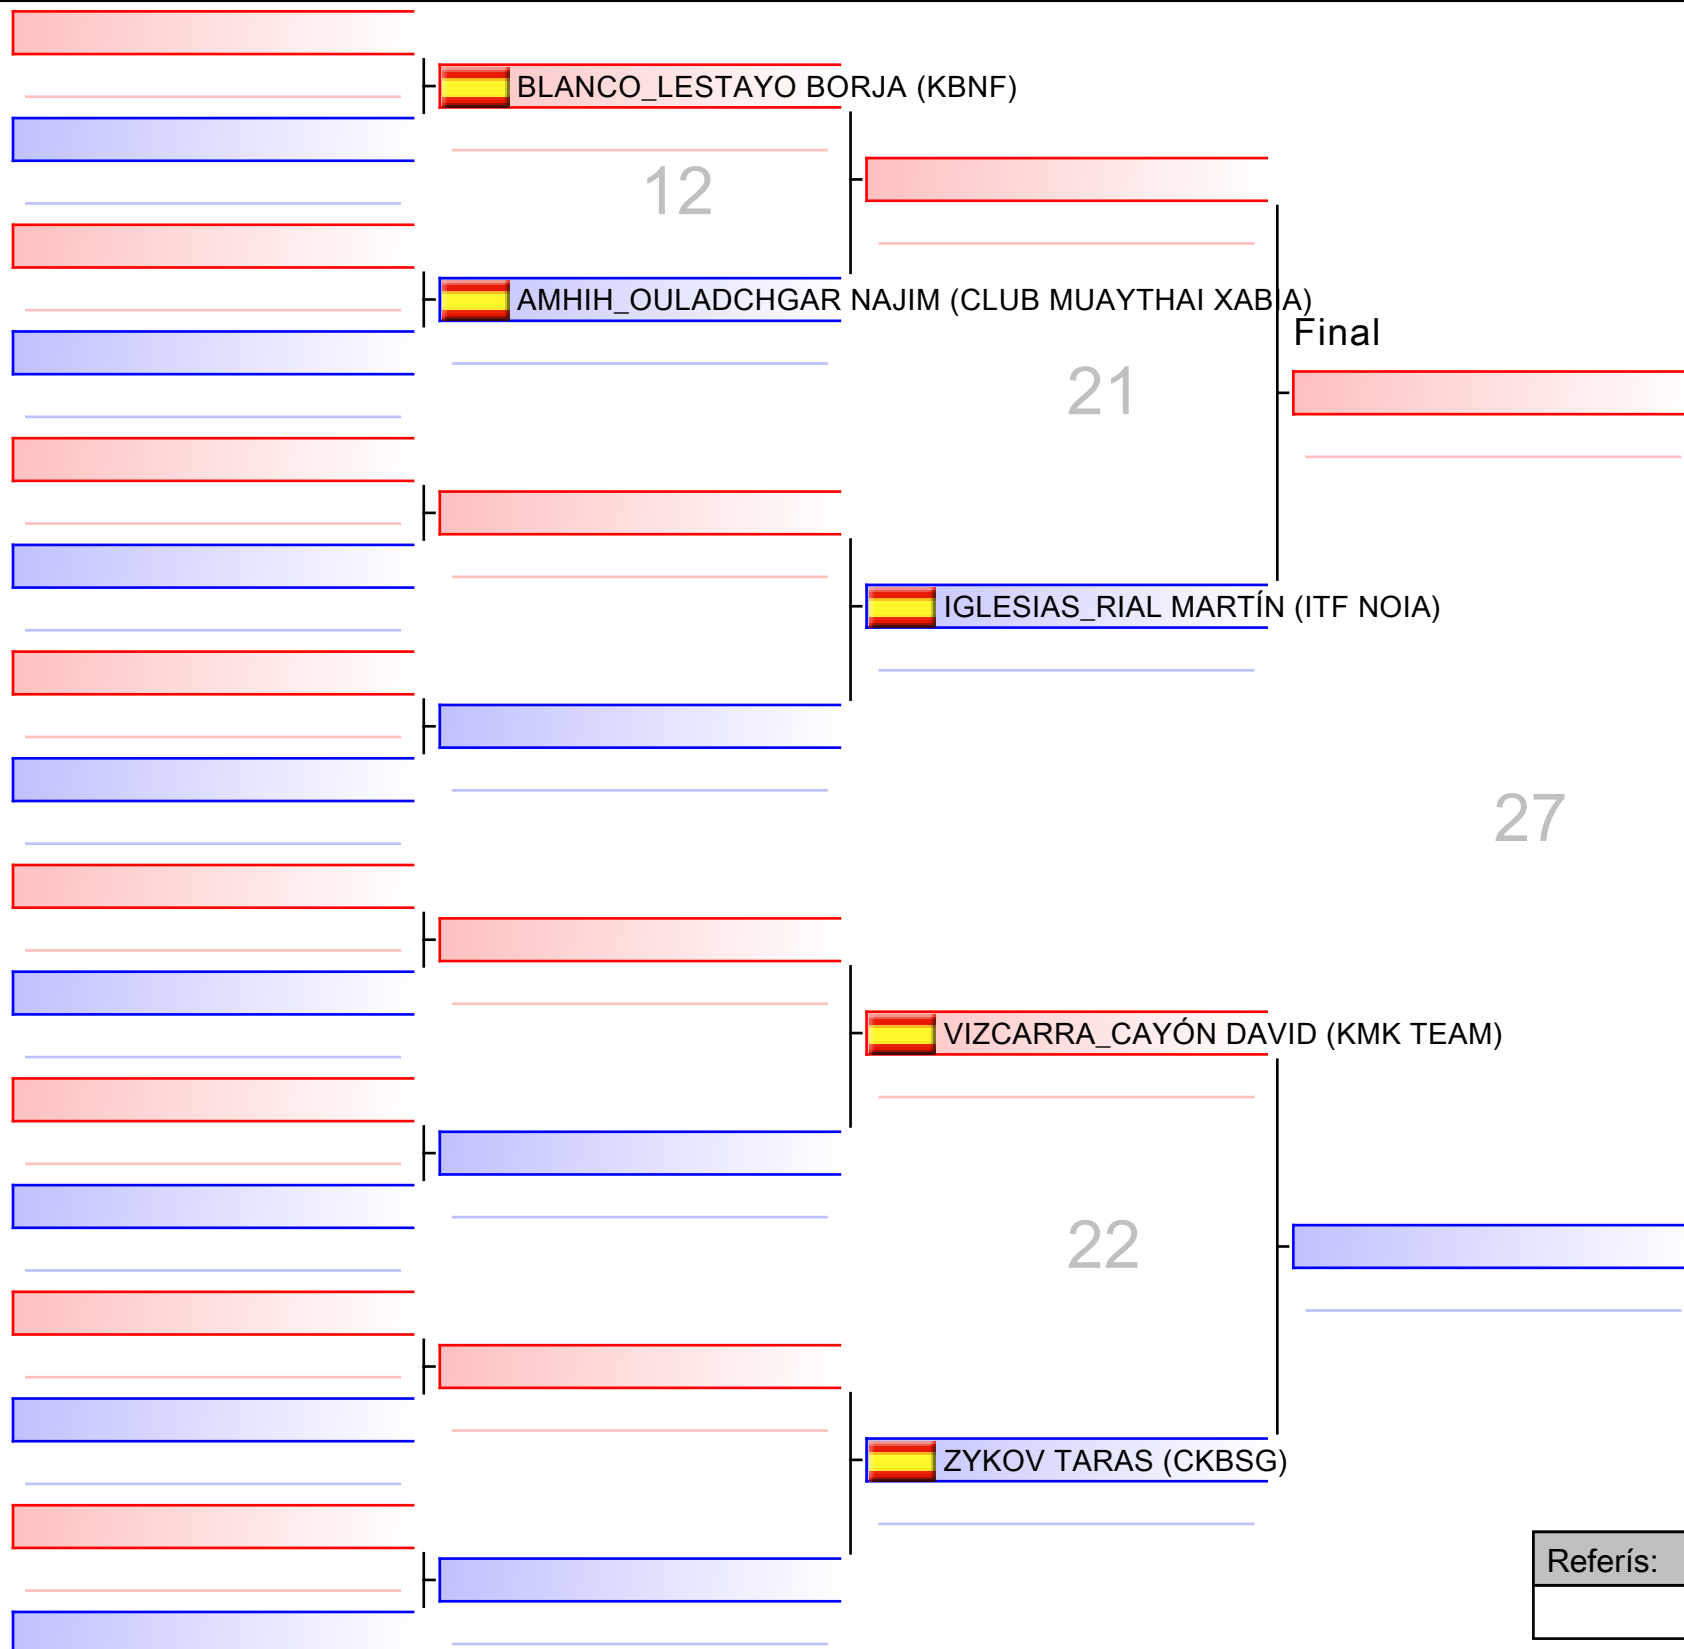 BLANCO_LESTAYO BORJA (KBNF)
12
AMHIH_OULADCHGAR NAJIM (CLUB MUAYTHAI XABIA)
Final
21
IGLESIAS_RIAL MARTÍN (ITF NOIA)
27
VIZCARRA_CAYÓN DAVID (KMK TEAM)
22
ZYKOV TARAS (CKBSG)
Referís: